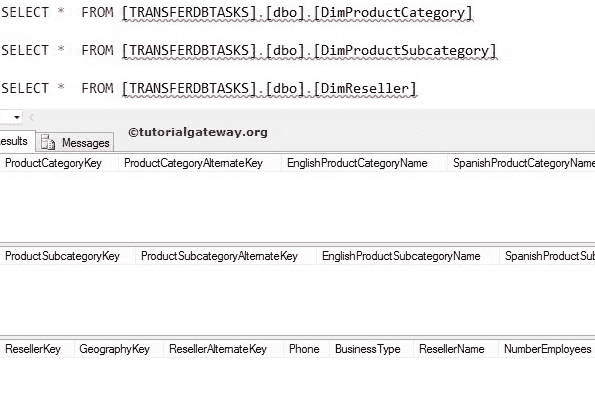 SELECT * FROM [TRANSFERDBTASKS].[dbo].[DimProductCategory]
SELECT * FROM [TRANSFERDBTASKS].[dbo].[DimProductSubcategory]
SELECT * FROM [TRANSFERDBTASKS].[dbo].[DimReseller]
esults Messages ©tutorialgateway.org
ProductCategoryKey ProductCategoryAlternateKey EnglishProductCategoryName SpanishProductCategoryName
ProductSubcategoryKey ProductSubcategoryAlternateKey EnglishProductSubcategoryName SpanishProductSub
ResellerKey GeographyKey ResellerAlternateKey Phone BusinessType ResellerName NumberEmployees